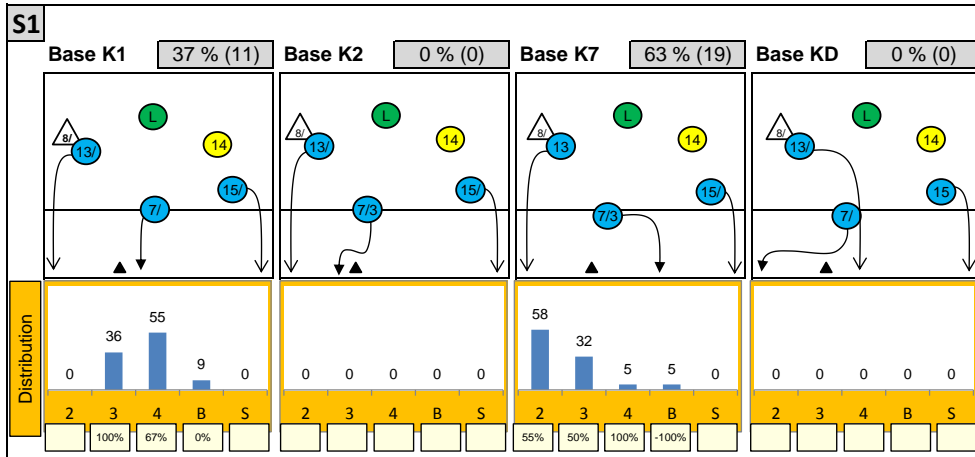 S1
Base K1 37 % (11) Base K2 0 % (0) Base K7 63 % (19) Base KD 0 % (0)
8/ 13/ L 14 15/ 7/
8/ 13/ L 14 15/ 7/3
8/ 13 L 14 15/ 7/3
8/ 13/ L 14 15 7/
Distribution
0 36 55 9 0
2 3 4 B S
100% 67% 0%
0 0 0 0 0
2 3 4 B S
58 32 5 5 0
2 3 4 B S
55% 50% 100% -100%
0 0 0 0 0
2 3 4 B S